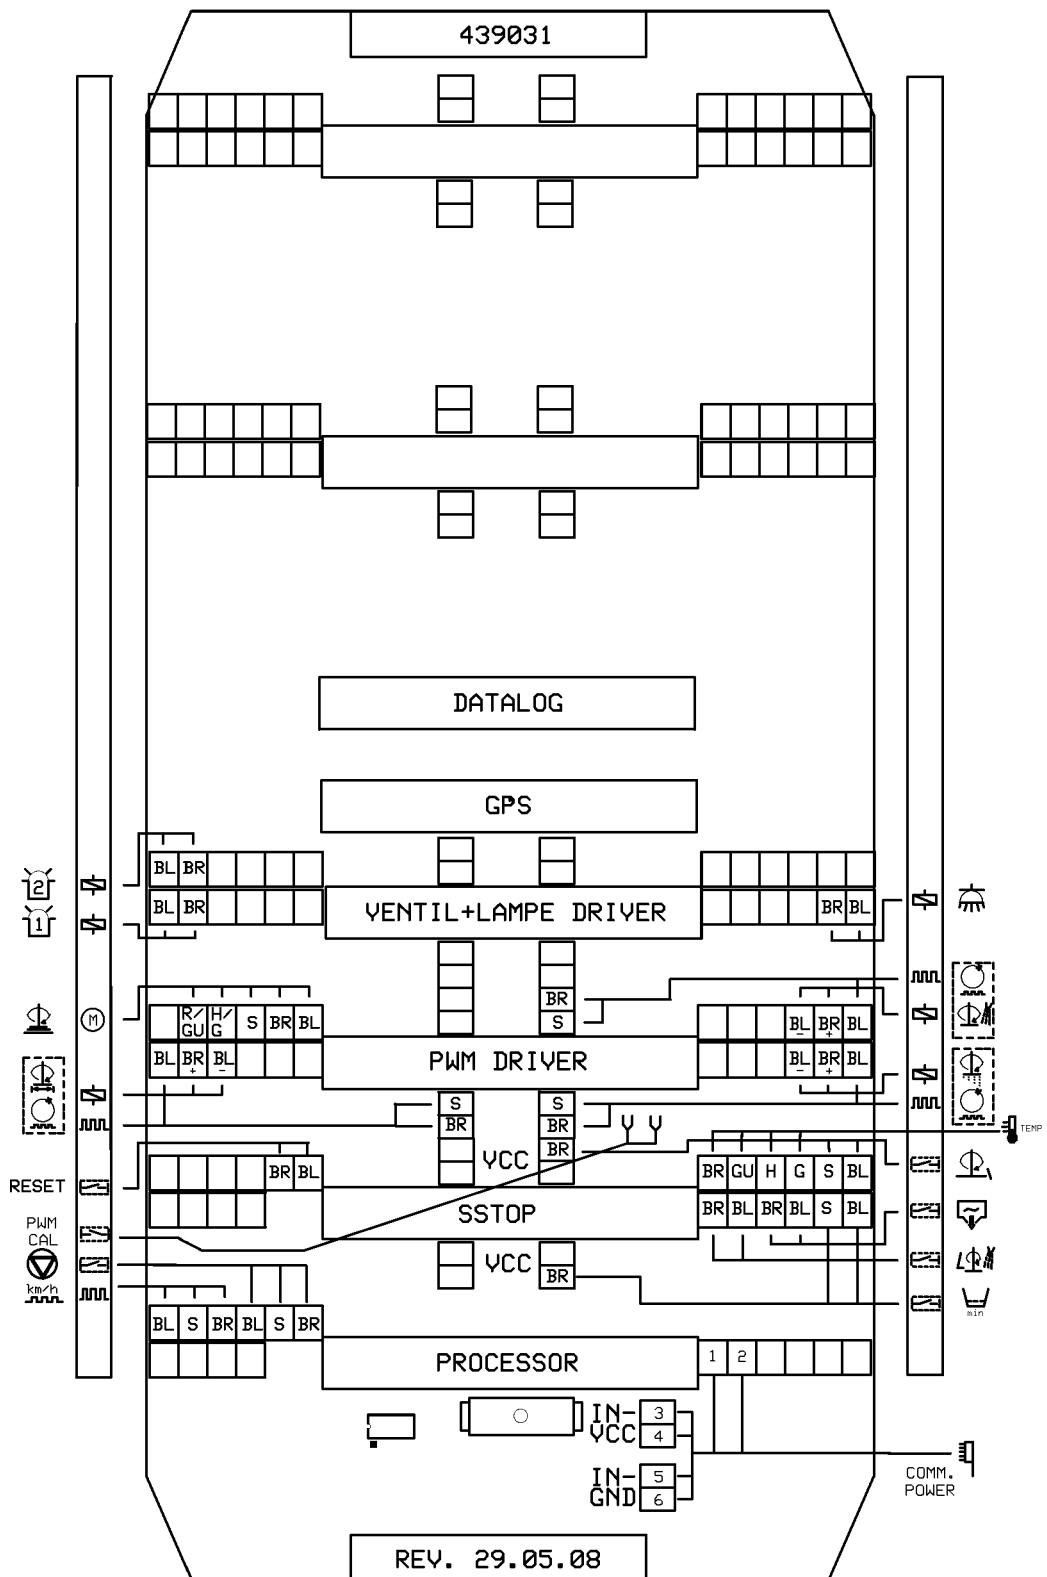 439031
DATALOG
GPS
BL BR
2
BL BR VENTIL+LAMPE DRIVER BR BL
1
BR
R/GU H/G S BR BL S BL- BR+ BL
M
BL BR+ BL- PWM DRIVER BL- BR+ BL
S S
BR BR
TEMP
VCC BR
BR BL BR GU H G S BL
RESET
SSTOP BR BL BR BL S BL
PWM
CAL
VCC
BR
km/h
min
BL S BR BL S BR
PROCESSOR 1 2
IN- 3
VCC 4
IN- 5
GND 6
COMM.
POWER
REV. 29.05.08